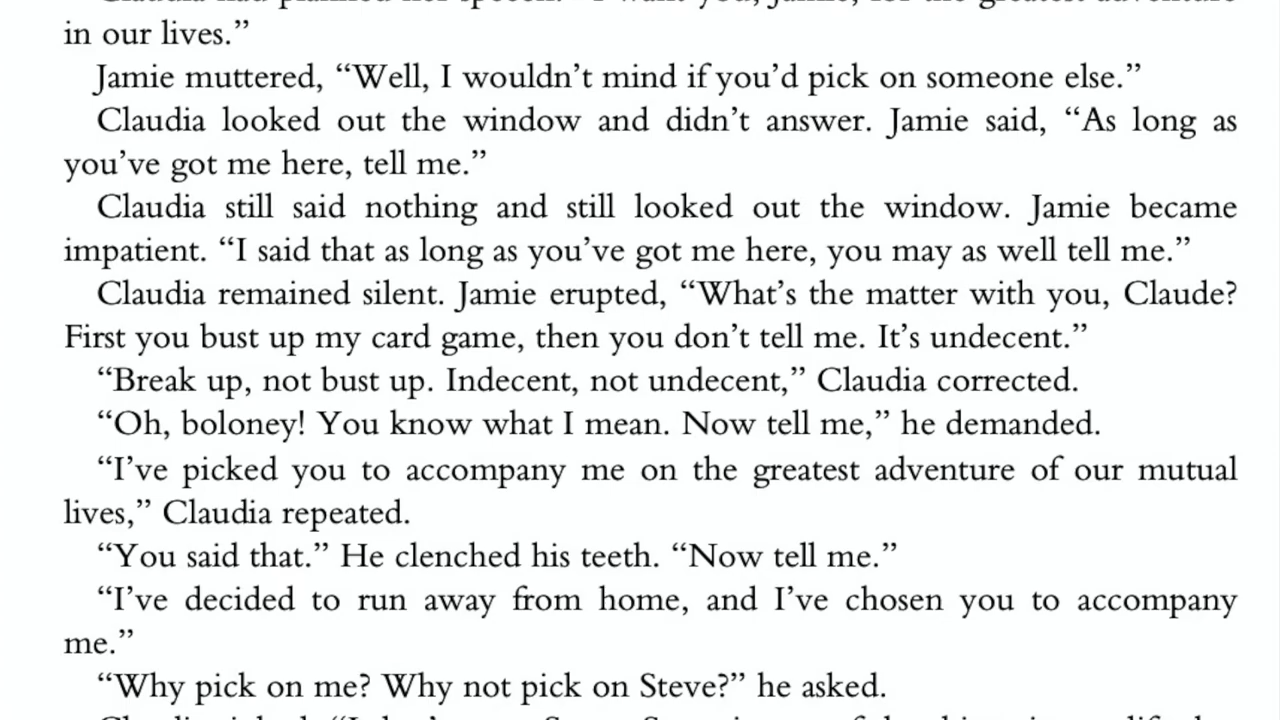 in our lives.”
Jamie muttered, “Well, I wouldn’t mind if you’d pick on someone else.”
Claudia looked out the window and didn’t answer. Jamie said, “As long as
you’ve got me here, tell me.”
Claudia still said nothing and still looked out the window. Jamie became
impatient. “I said that as long as you’ve got me here, you may as well tell me.”
Claudia remained silent. Jamie erupted, “What’s the matter with you, Claude?
First you bust up my card game, then you don’t tell me. It’s undecent.”
“Break up, not bust up. Indecent, not undecent,” Claudia corrected.
“Oh, boloney! You know what I mean. Now tell me,” he demanded.
“I’ve picked you to accompany me on the greatest adventure of our mutual
lives,” Claudia repeated.
“You said that.” He clenched his teeth. “Now tell me.”
“I’ve decided to run away from home, and I’ve chosen you to accompany
me.”
“Why pick on me? Why not pick on Steve?” he asked.